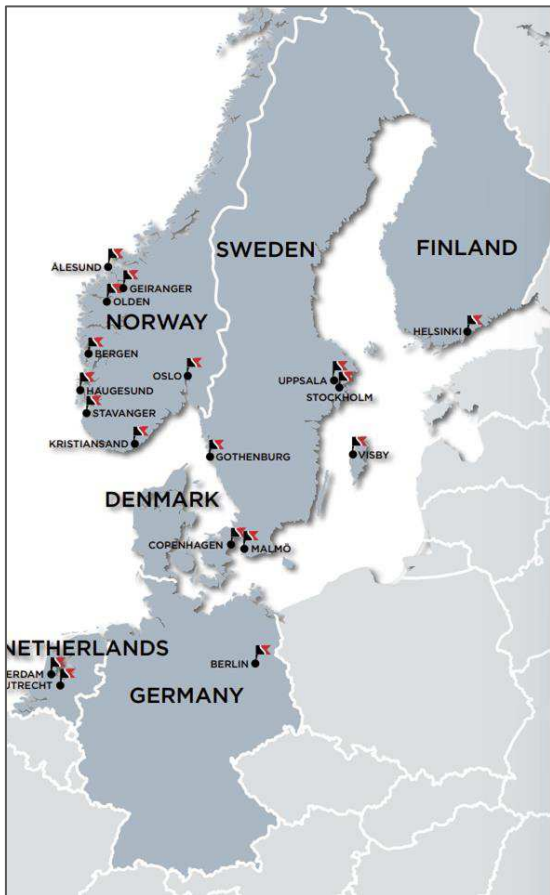 SWEDEN
FINLAND
ÅLESUND
GEIRANGER
OLDEN
NORWAY
HELSINKI
BERGEN
OSLO
UPPSALA
HAUGESUND
STOCKHOLM
STAVANGER
KRISTIANSAND
GOTHENBURG
VISBY
DENMARK
COPENHAGEN
MALMÖ
NETHERLANDS
BERLIN
ERDAM
UTRECHT
GERMANY